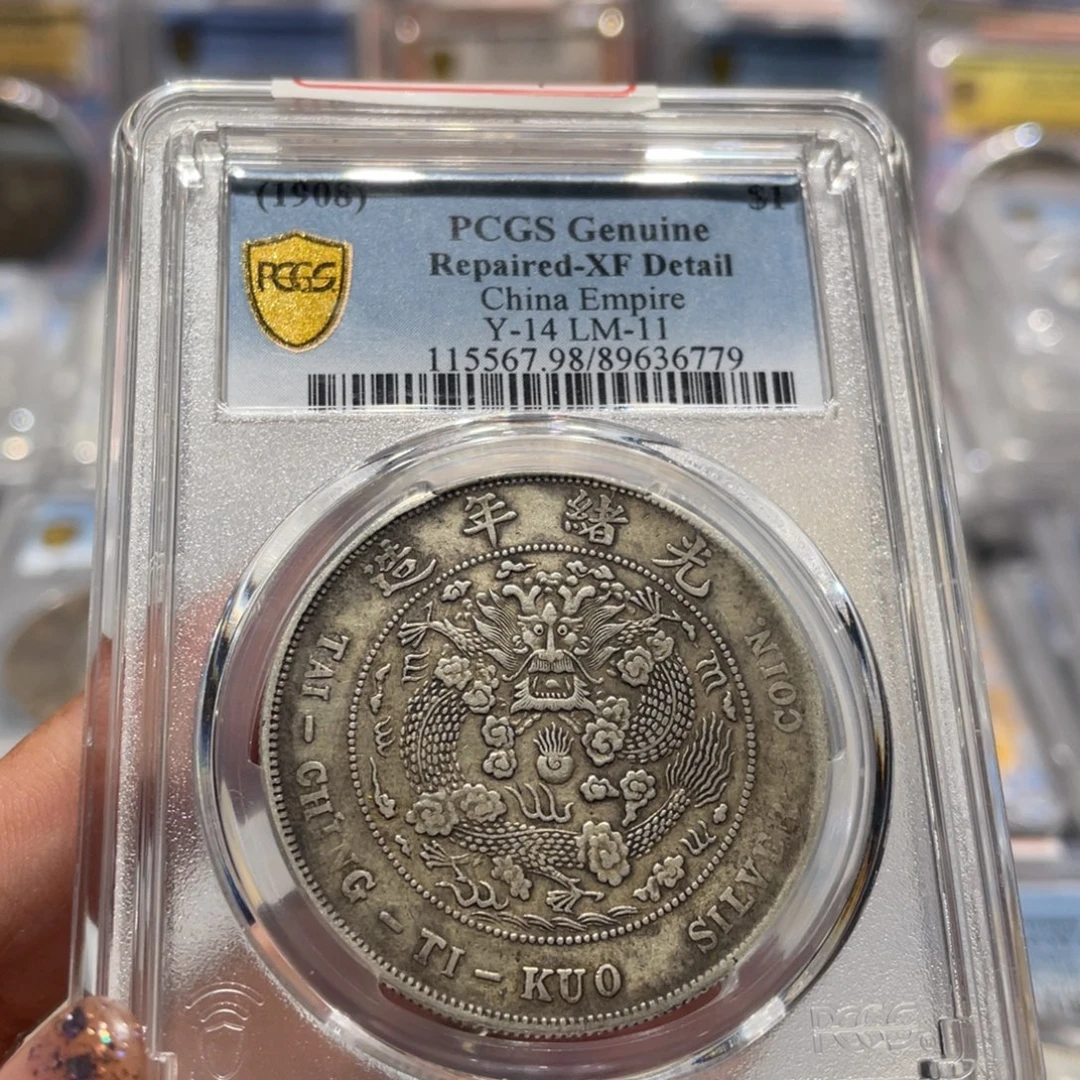 (1908) $1
PCGS Genuine
Repaired-XF Detail
China Empire
Y-14 LM-11
115567.98/89636779
PCGS
造年緒光
TAI-CHING-TI-KUO SILVER COIN.
PCGS